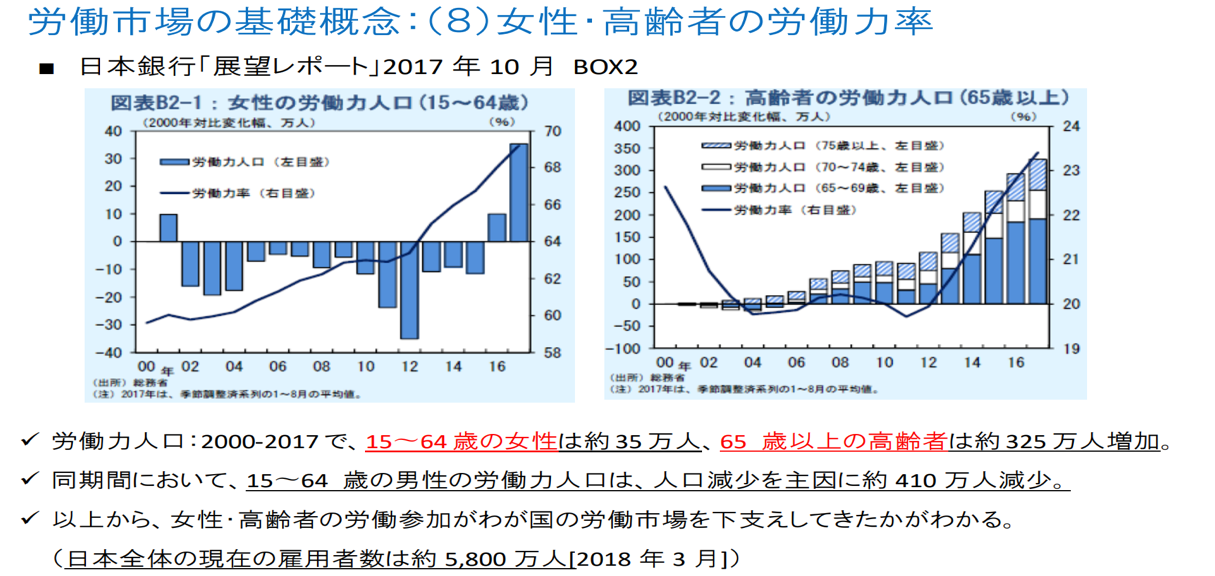 労働市場の基礎概念：（８）女性・高齢者の労働力率
■ 日本銀行「展望レポート」2017 年 10 月 BOX2
図表B2-1：女性の労働力人口(15～64歳)
（2000年対比変化幅、万人） （％）
40 70
30 68
20
10 66
0 64
-10 62
-20
-30 60
-40 58
労働力人口（左目盛）
労働力率（右目盛）
00 年 02 04 06 08 10 12 14 16
（出所）総務省
（注）2017年は、季節調整済系列の1～8月の平均値。
図表B2-2：高齢者の労働力人口(65歳以上)
（2000年対比変化幅、万人） （％）
400 24
350
300 23
250
200 22
150
100 21
50
0 20
-50
-100 19
労働力人口（75歳以上、左目盛）
労働力人口（70～74歳、左目盛）
労働力人口（65～69歳、左目盛）
労働力率（右目盛）
00 年 02 04 06 08 10 12 14 16
（出所）総務省
（注）2017年は、季節調整済系列の1～8月の平均値。
✓ 労働力人口：2000-2017で、15～64 歳の女性は約 35 万人、65 歳以上の高齢者は約 325 万人増加。
✓ 同期間において、15～64 歳の男性の労働力人口は、人口減少を主因に約 410 万人減少。
✓ 以上から、女性・高齢者の労働参加がわが国の労働市場を下支えしてきたかがわかる。
（日本全体の現在の雇用者数は約 5,800 万人[2018 年 3 月]）